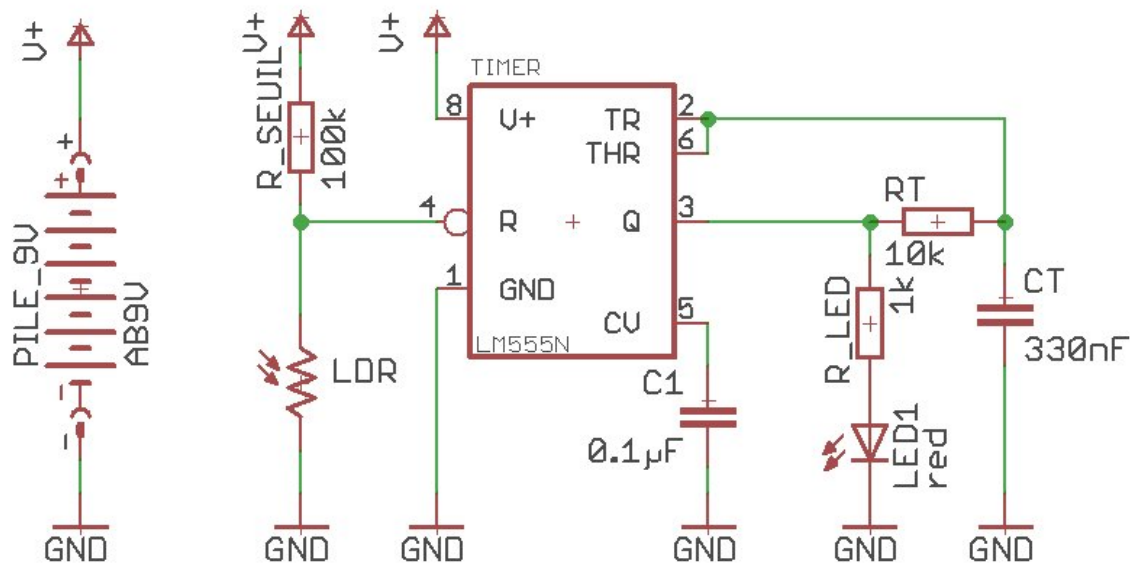 V+
+
+
PILE_9V
AB9V
-
-
GND
V+
R_SEUIL
100k
LDR
GND
V+
TIMER
8
V+
4
R
1
GND
LM555N
TR
2
THR
6
Q
3
CV
5
GND
C1
0.1µF
GND
RT
10k
R_LED
1k
LED1
red
GND
CT
330nF
GND